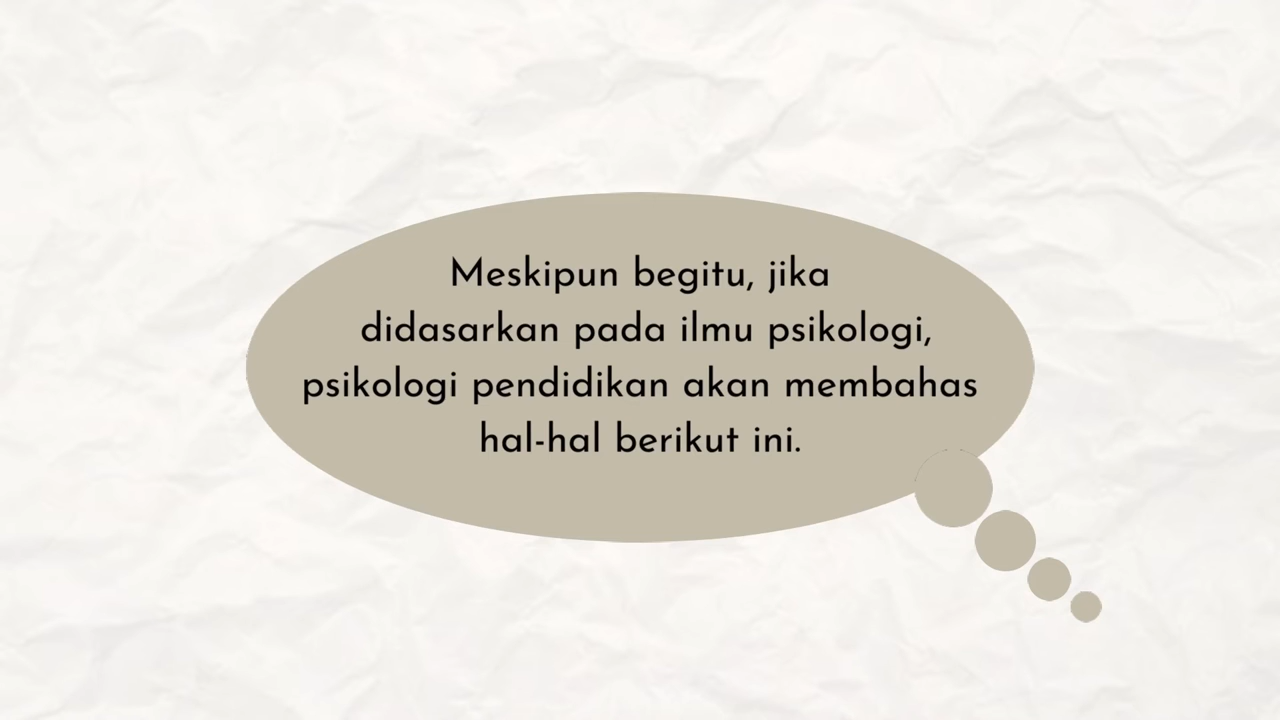 Meskipun begitu, jika
didasarkan pada ilmu psikologi,
psikologi pendidikan akan membahas
hal-hal berikut ini.